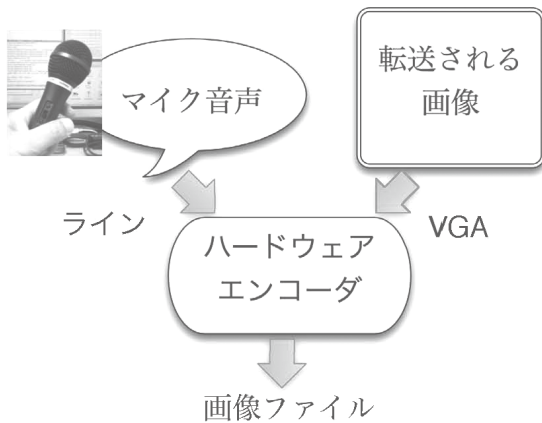 マイク音声
転送される
画像
ライン
VGA
ハードウェア
エンコーダ
画像ファイル